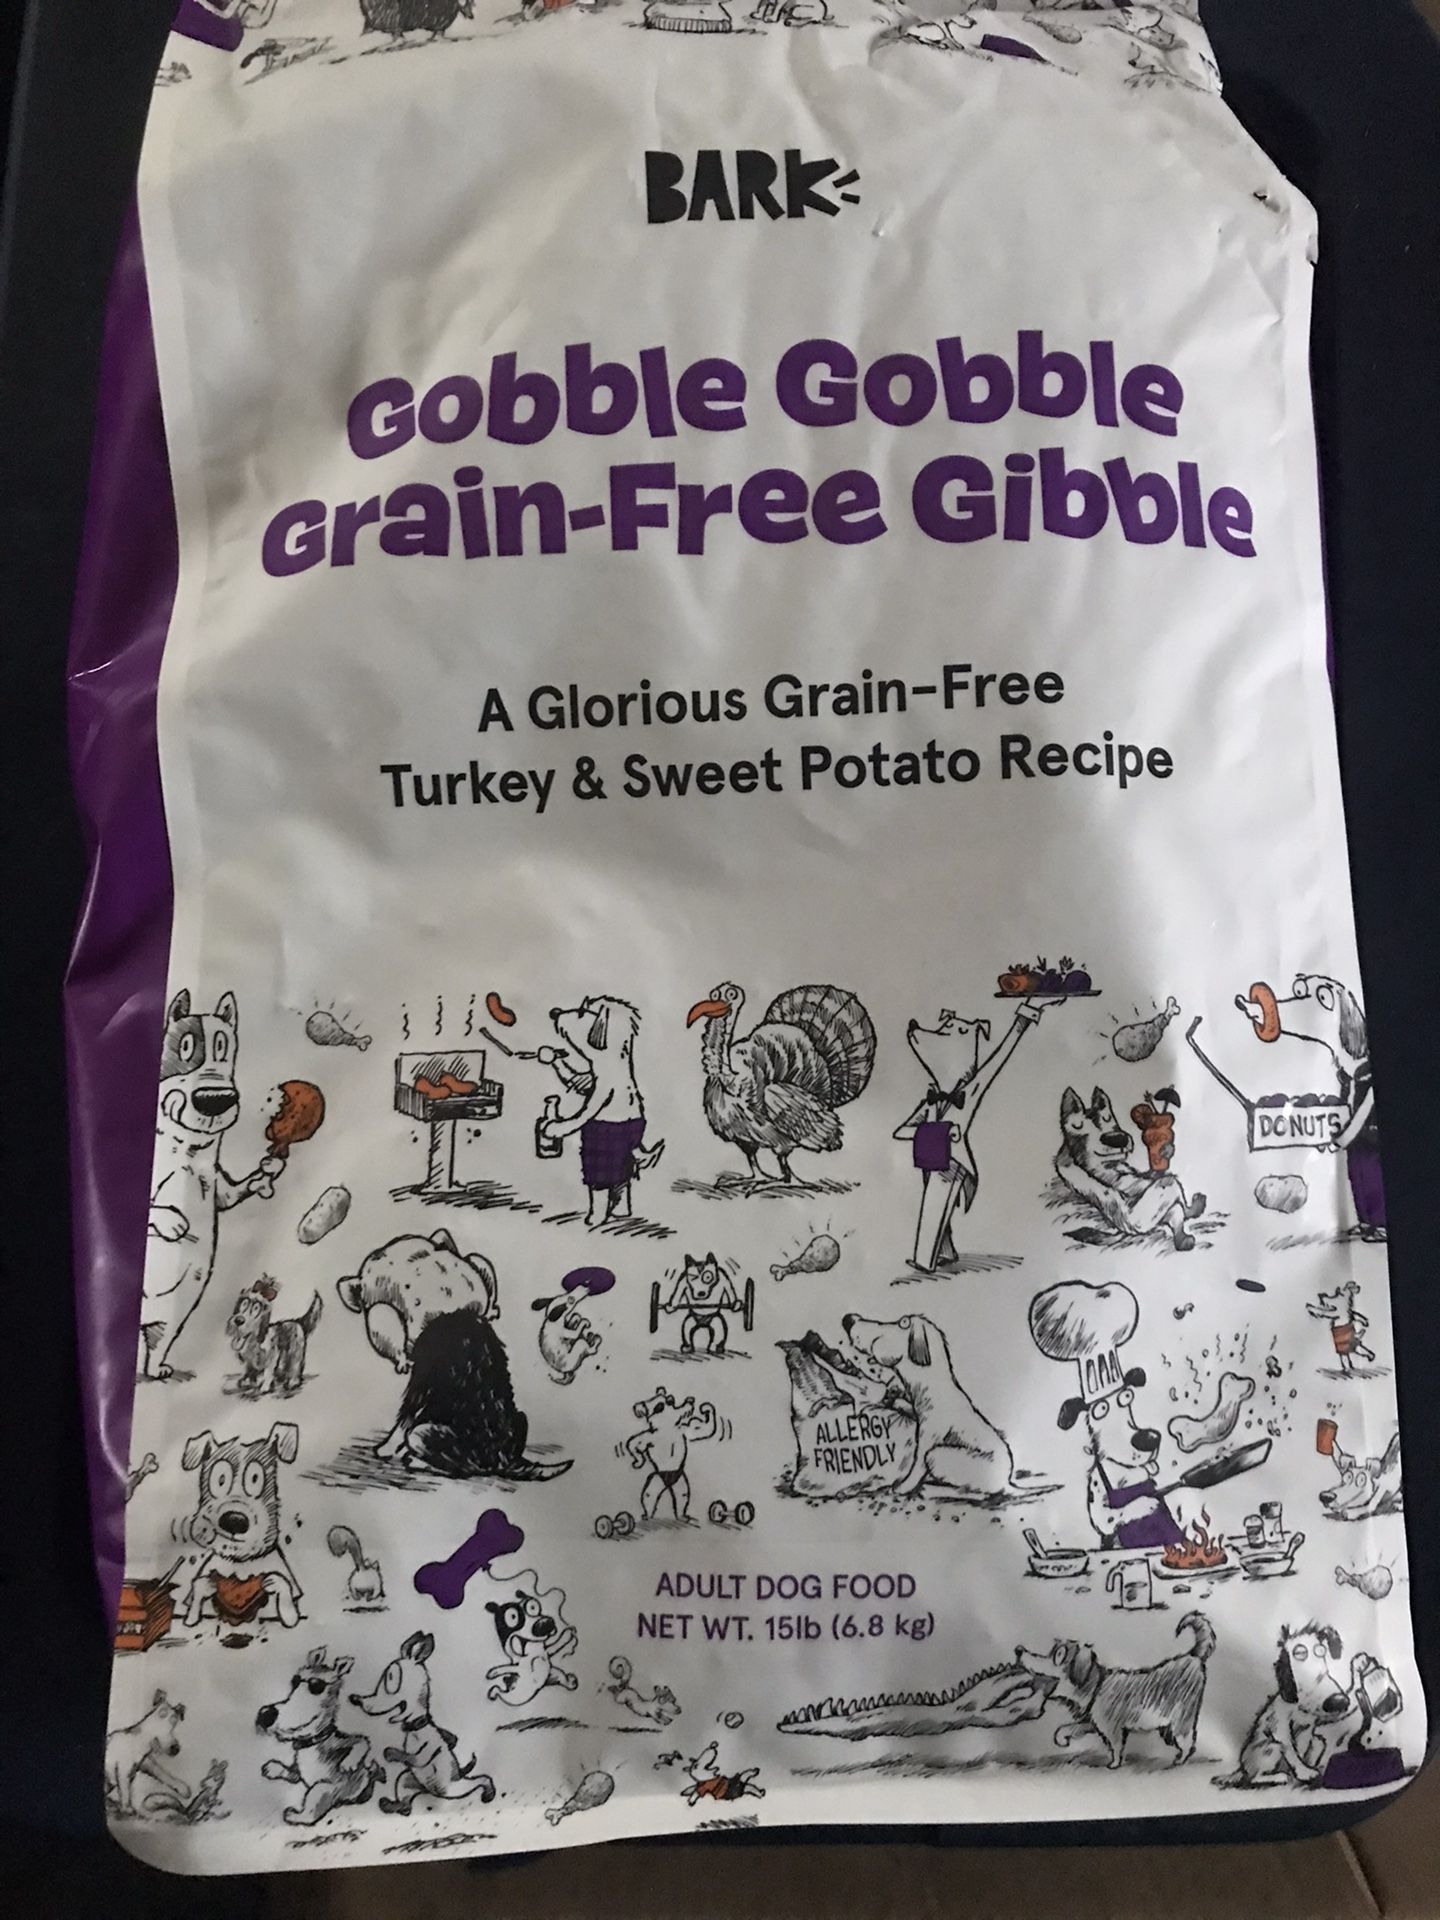 BARK
Gobble Gobble
Grain-Free Gibble
A Glorious Grain-Free
Turkey & Sweet Potato Recipe
DONUTS
ALLERGY
FRIENDLY
ADULT DOG FOOD
NET WT. 15lb (6.8 kg)